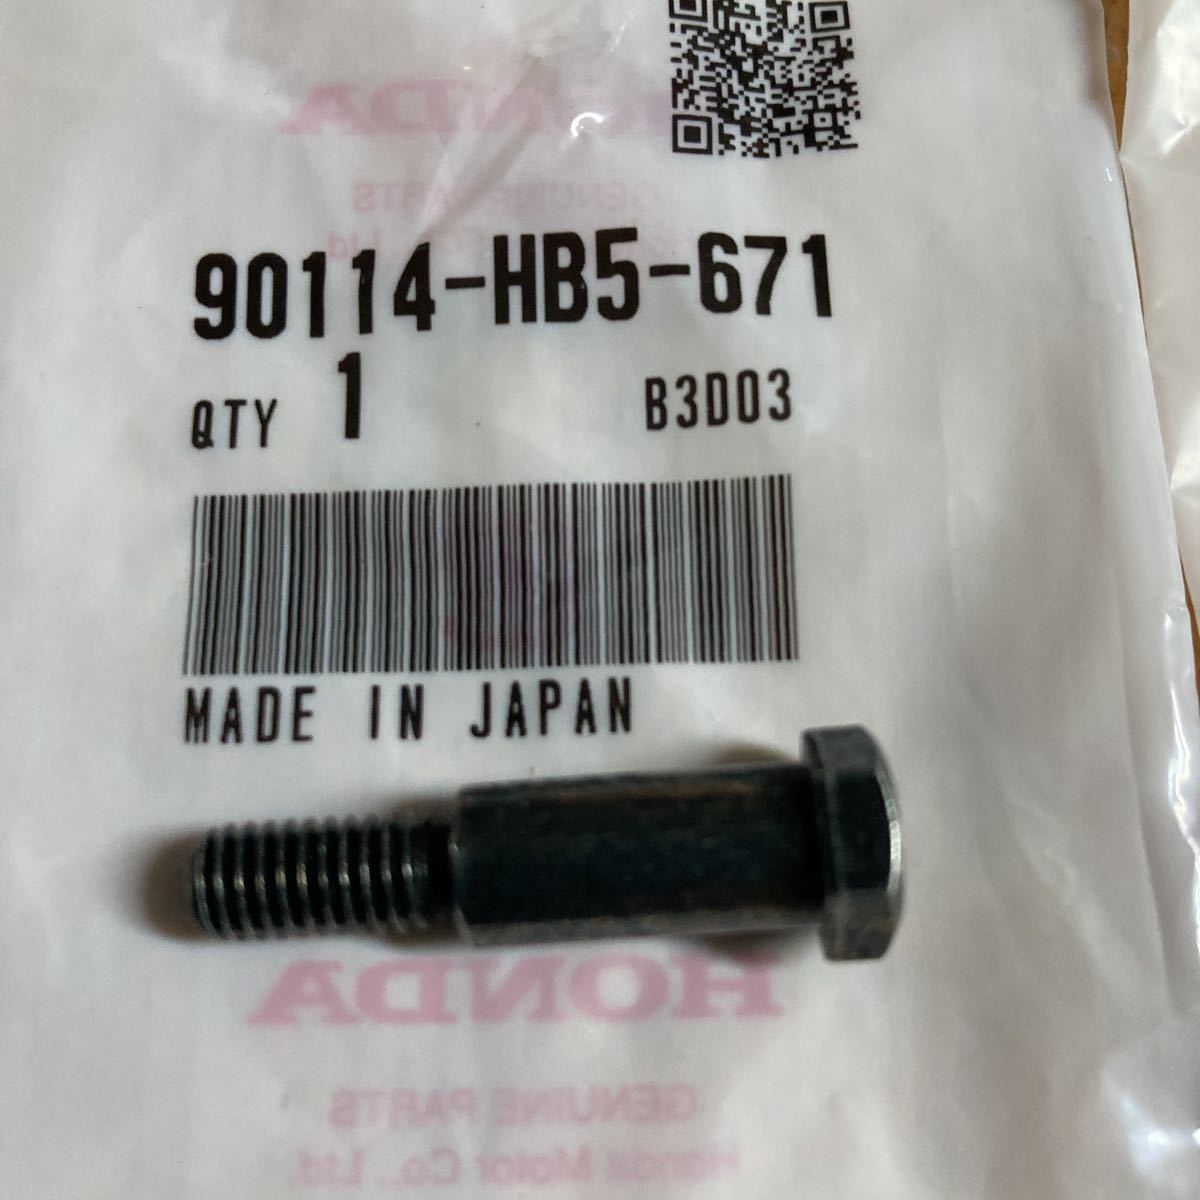 HONDA
GENUINE PARTS
90114-HB5-671
QTY 1 B3D03
MADE IN JAPAN
HONDA
GENUINE PARTS
Honda Motor Co., Ltd.